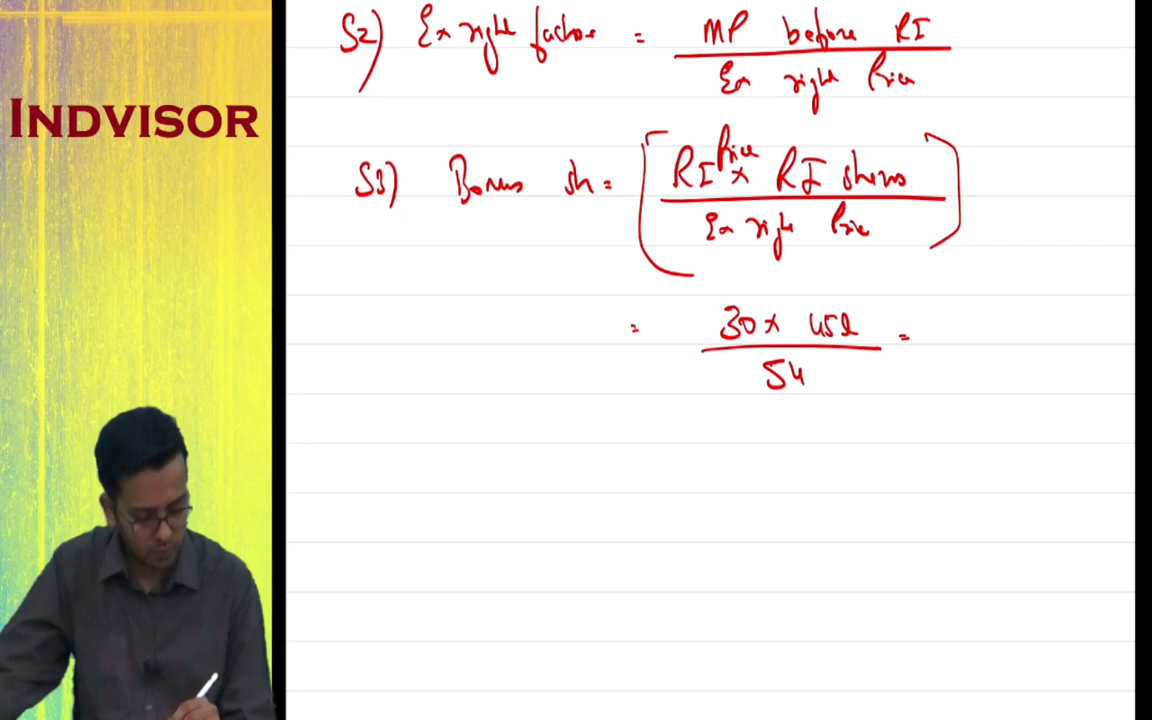 INDVISOR
S2) Ex right factor = MP before RI
Ex right Price
S3) Bonus sh = [RI Price x RI shares
Ex right Price]
= 30 x 452 =
54